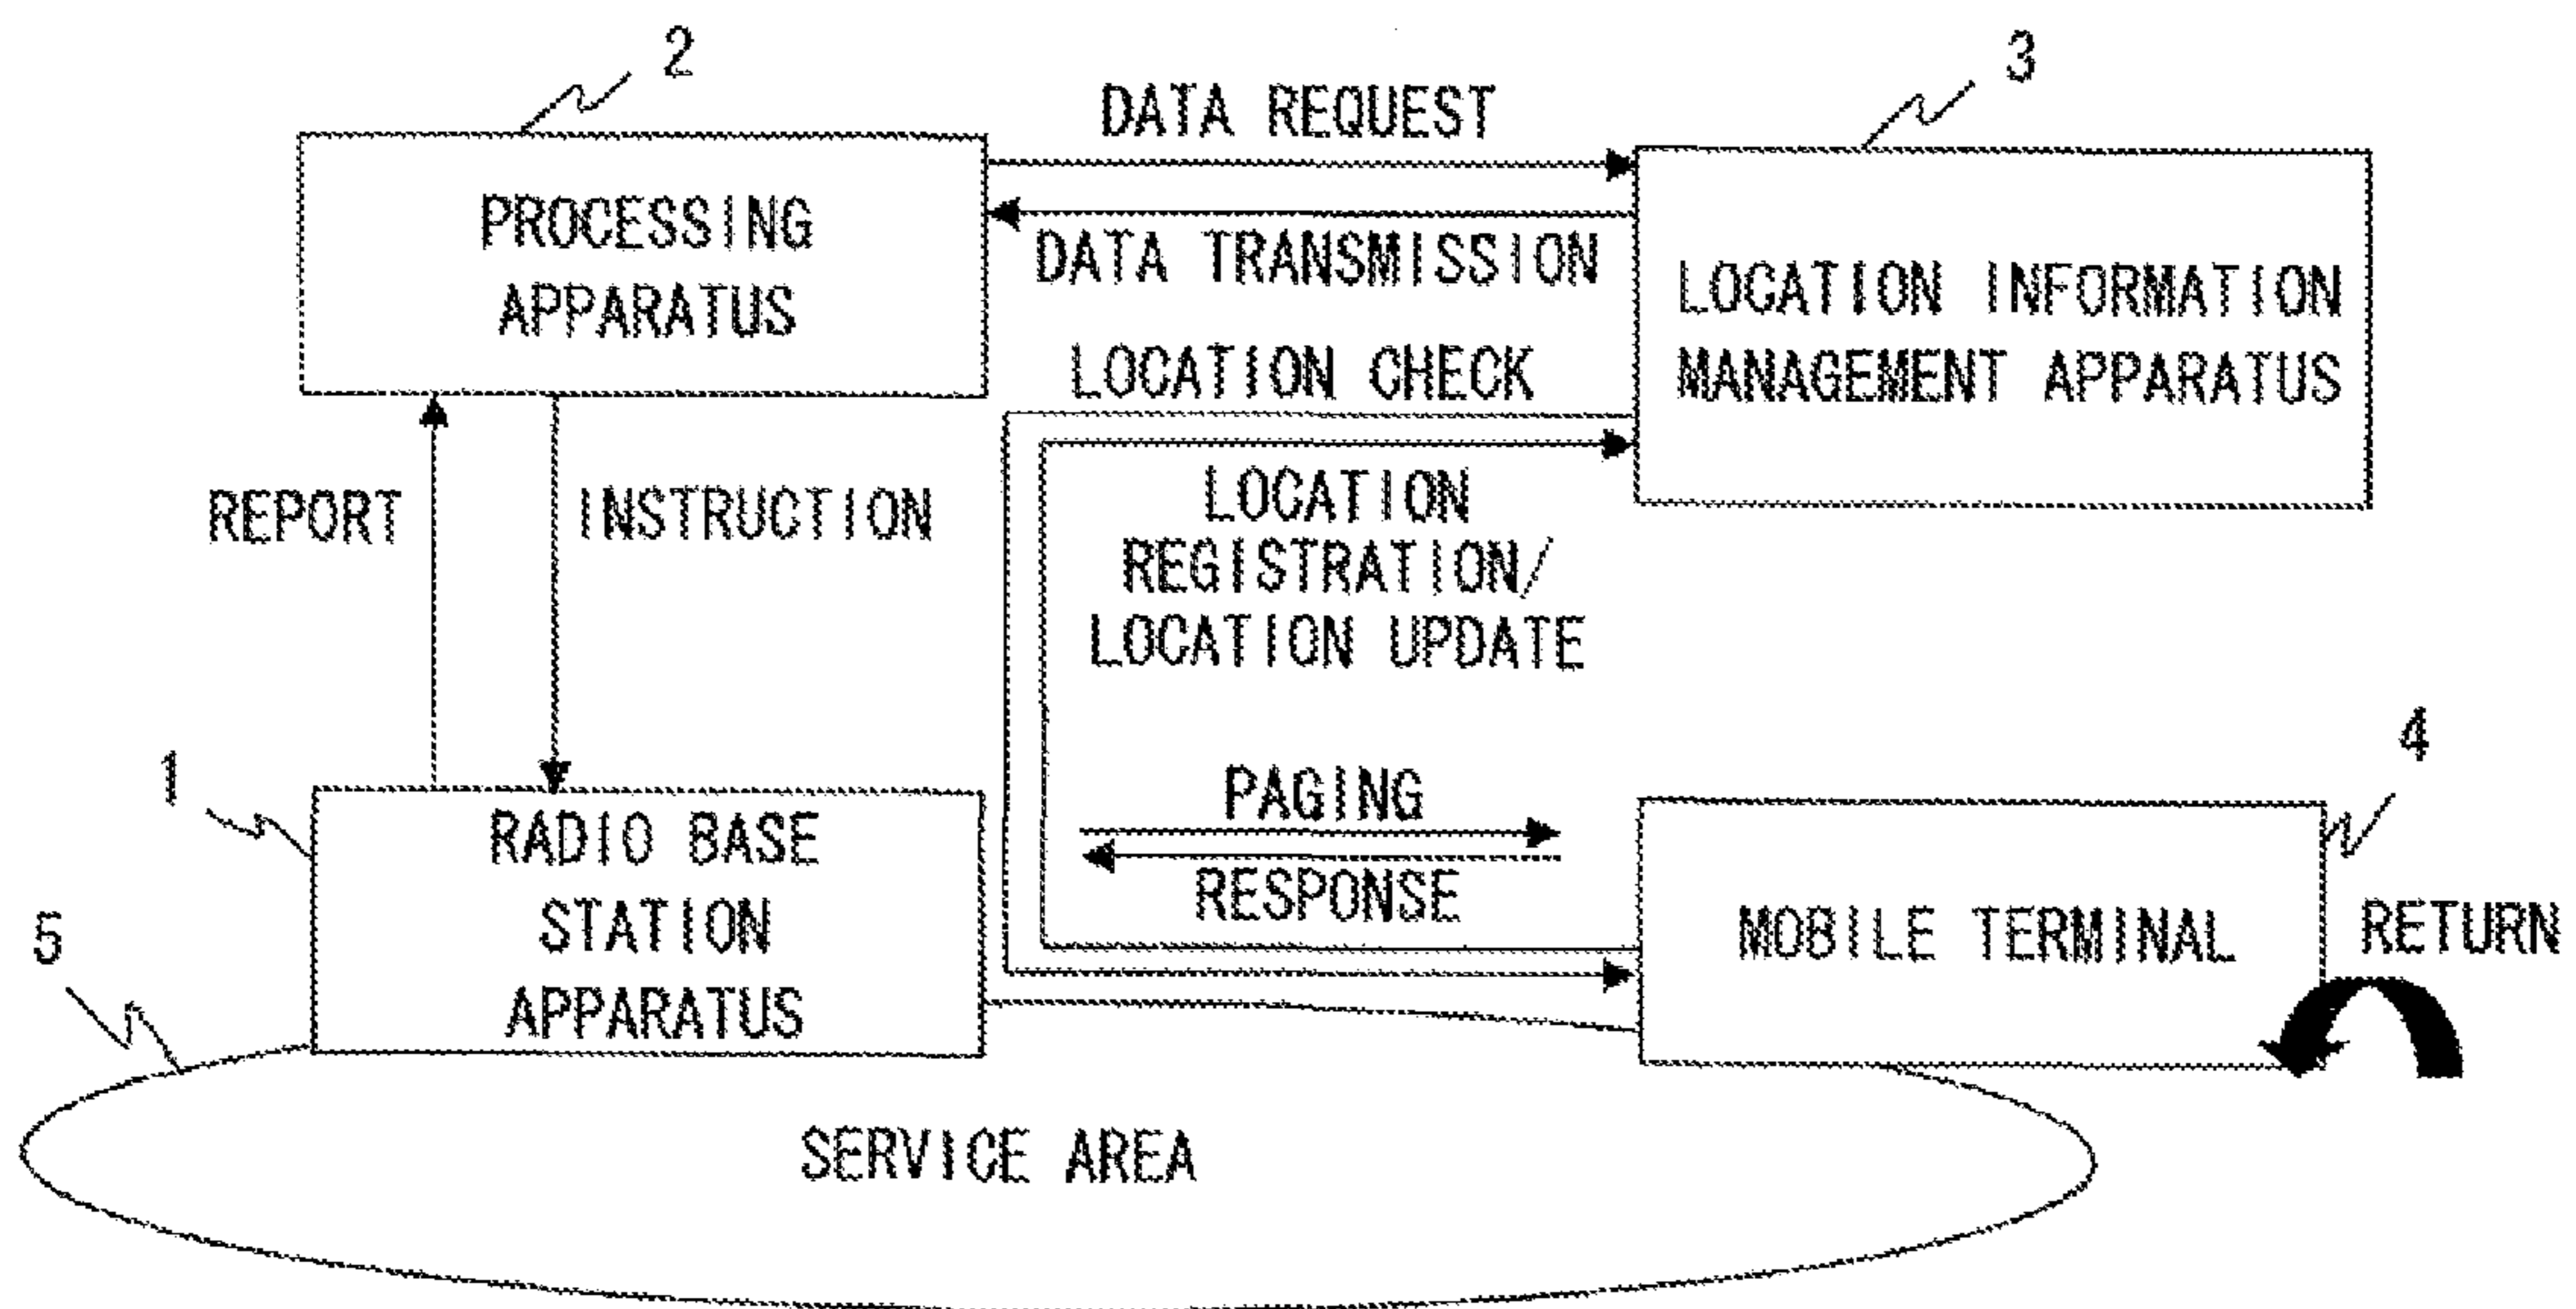 2
3
DATA REQUEST
PROCESSING
APPARATUS
DATA TRANSMISSION
LOCATION INFORMATION
MANAGEMENT APPARATUS
LOCATION CHECK
REPORT
INSTRUCTION
LOCATION
REGISTRATION/
LOCATION UPDATE
1
4
PAGING
RADIO BASE
STATION
APPARATUS
RESPONSE
5
MOBILE TERMINAL
RETURN
SERVICE AREA